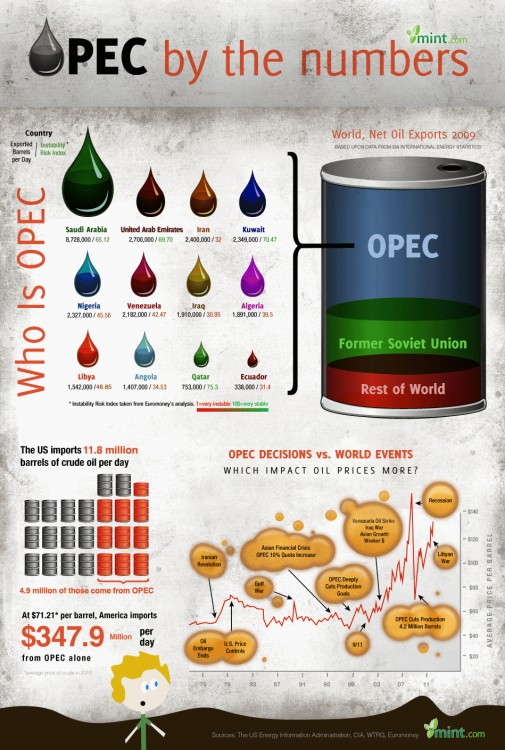 mint.com
OPEC by the numbers
Country
Exported Barrels per Day
Instability* Risk Index
Who Is OPEC
Saudi Arabia
8,728,000 / 65.12
United Arab Emirates
2,700,000 / 69.70
Iran
2,400,000 / 32
Kuwait
2,349,000 / 70.47
Nigeria
2,327,000 / 45.56
Venezuela
2,182,000 / 42.47
Iraq
1,910,000 / 30.95
Algeria
1,891,000 / 39.5
Libya
1,542,000 / 46.85
Angola
1,407,000 / 34.53
Qatar
753,000 / 75.3
Ecuador
338,000 / 31.4
* Instability Risk Index taken from Euromoney's analysis. 1=very instable 100=very stable
World, Net Oil Exports 2009
BASED UPON DATA FROM EIA INTERNATIONAL ENERGY STATISTICS
OPEC
Former Soviet Union
Rest of World
The US imports 11.8 million
barrels of crude oil per day
4.9 million of those come from OPEC
At $71.21* per barrel, America imports
$347.9 Million per day
from OPEC alone
*average price of crude in 2010
OPEC DECISIONS vs. WORLD EVENTS
WHICH IMPACT OIL PRICES MORE?
Iranian
Revolution
Oil
Embargo
Ends
U.S. Price
Controls
Gulf
War
Asian Financial Crisis
OPEC 10% Quota Increase
OPEC Deeply
Cuts Production
Goals
9/11
Venezuela Oil Strike
Iraq War
Asian Growth
Weaker $
Recession
Libyan
War
OPEC Cuts Production
4.2 Million Barrels
$140
$120
$100
$80
$60
$40
$20
AVERAGE PRICE PER BARREL
75 79 83 87 91 95 99 03 07 11
Sources: The US Energy Information Administration, CIA, WTRG, Euromoney
mint.com